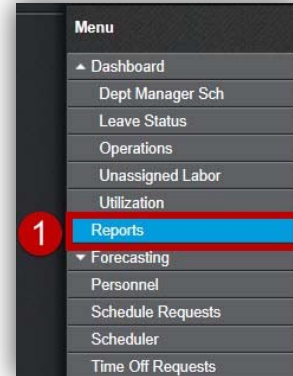 Menu
Dashboard
Dept Manager Sch
Leave Status
Operations
Unassigned Labor
Utilization
1 Reports
Forecasting
Personnel
Schedule Requests
Scheduler
Time Off Requests